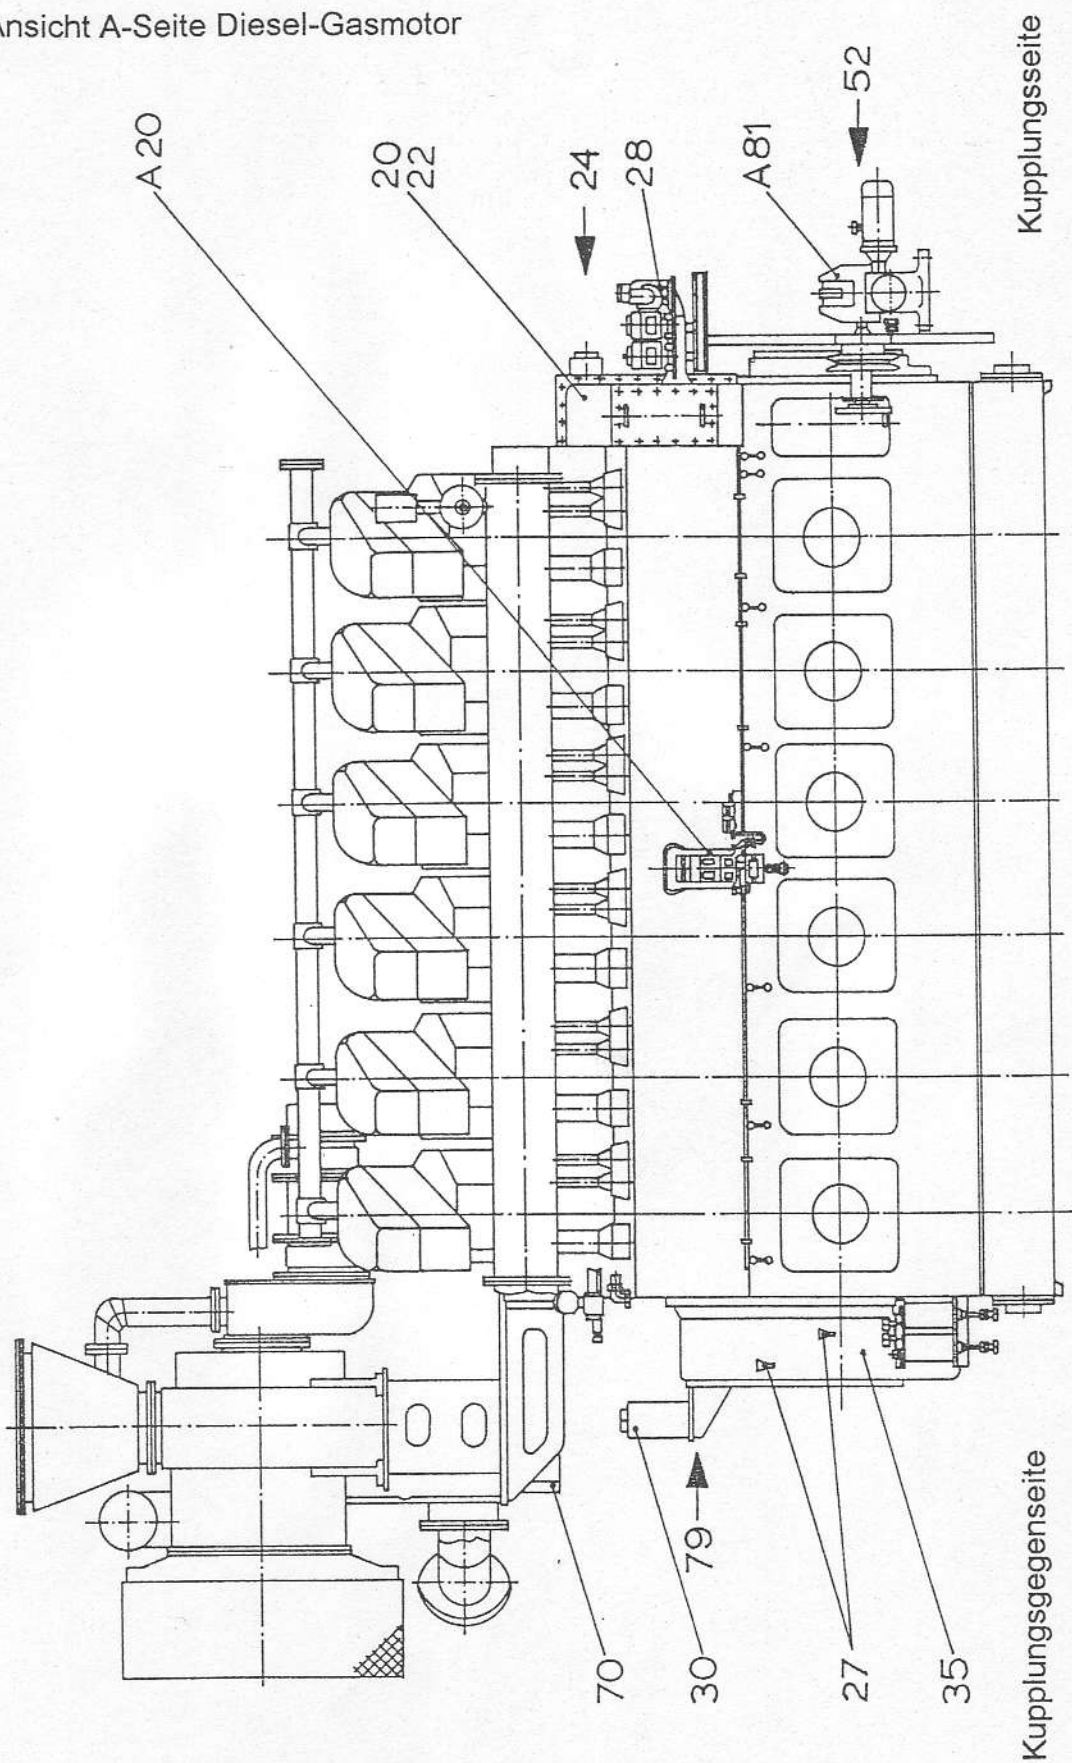 Ansicht A-Seite Diesel-Gasmotor
A20
20
22
24
28
A81
52
Kupplungsseite
70
30
79
27
35
Kupplungsgegenseite